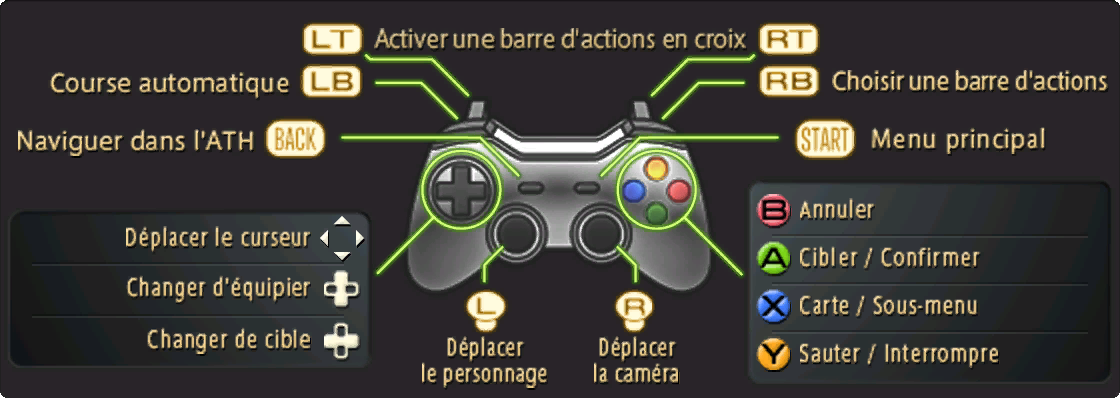 LT Activer une barre d'actions en croix RT
Course automatique LB
RB Choisir une barre d'actions
Naviguer dans l'ATH BACK
START Menu principal
Déplacer le curseur
Changer d'équipier
Changer de cible
L
Déplacer
le personnage
R
Déplacer
la caméra
B Annuler
A Cibler / Confirmer
X Carte / Sous-menu
Y Sauter / Interrompre